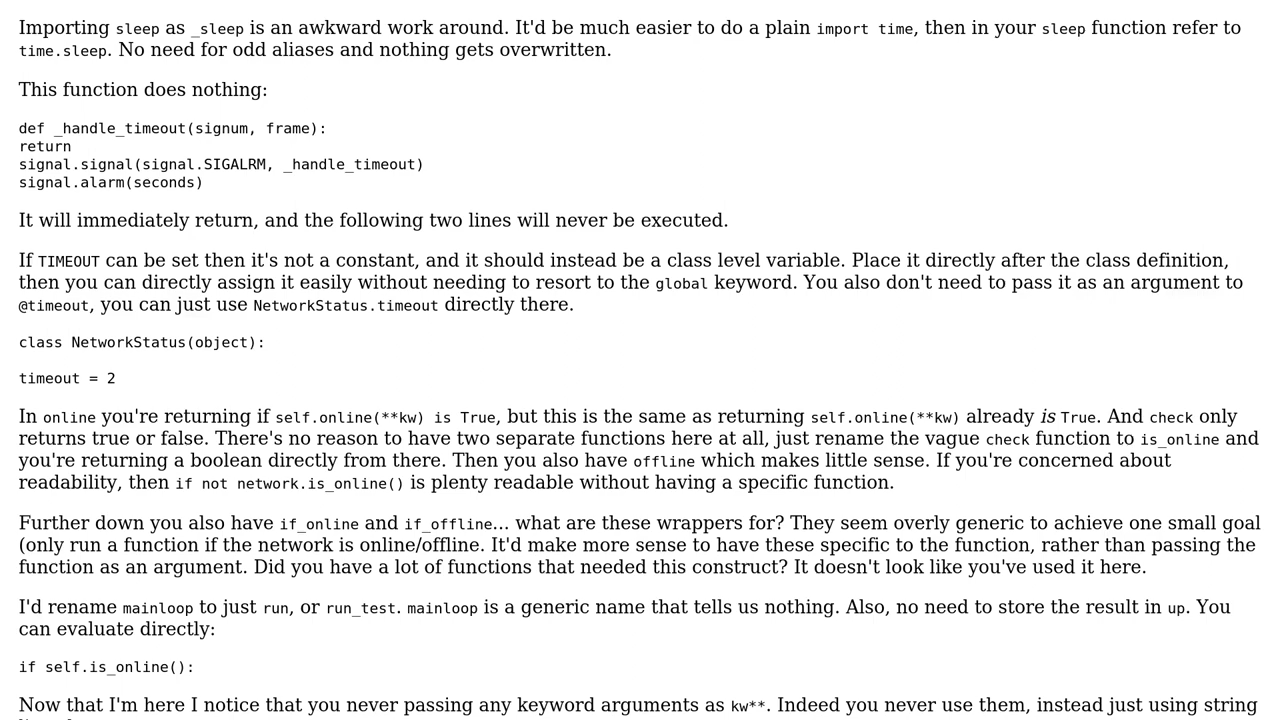 Importing sleep as _sleep is an awkward work around. It'd be much easier to do a plain import time, then in your sleep function refer to
time.sleep. No need for odd aliases and nothing gets overwritten.
This function does nothing:
def _handle_timeout(signum, frame):
return
signal.signal(signal.SIGALRM, _handle_timeout)
signal.alarm(seconds)
It will immediately return, and the following two lines will never be executed.
If TIMEOUT can be set then it's not a constant, and it should instead be a class level variable. Place it directly after the class definition,
then you can directly assign it easily without needing to resort to the global keyword. You also don't need to pass it as an argument to
@timeout, you can just use NetworkStatus.timeout directly there.
class NetworkStatus(object):
timeout = 2
In online you're returning if self.online(**kw) is True, but this is the same as returning self.online(**kw) already is True. And check only
returns true or false. There's no reason to have two separate functions here at all, just rename the vague check function to is_online and
you're returning a boolean directly from there. Then you also have offline which makes little sense. If you're concerned about
readability, then if not network.is_online() is plenty readable without having a specific function.
Further down you also have if_online and if_offline... what are these wrappers for? They seem overly generic to achieve one small goal
(only run a function if the network is online/offline. It'd make more sense to have these specific to the function, rather than passing the
function as an argument. Did you have a lot of functions that needed this construct? It doesn't look like you've used it here.
I'd rename mainloop to just run, or run_test. mainloop is a generic name that tells us nothing. Also, no need to store the result in up. You
can evaluate directly:
if self.is_online():
Now that I'm here I notice that you never passing any keyword arguments as kw**. Indeed you never use them, instead just using string